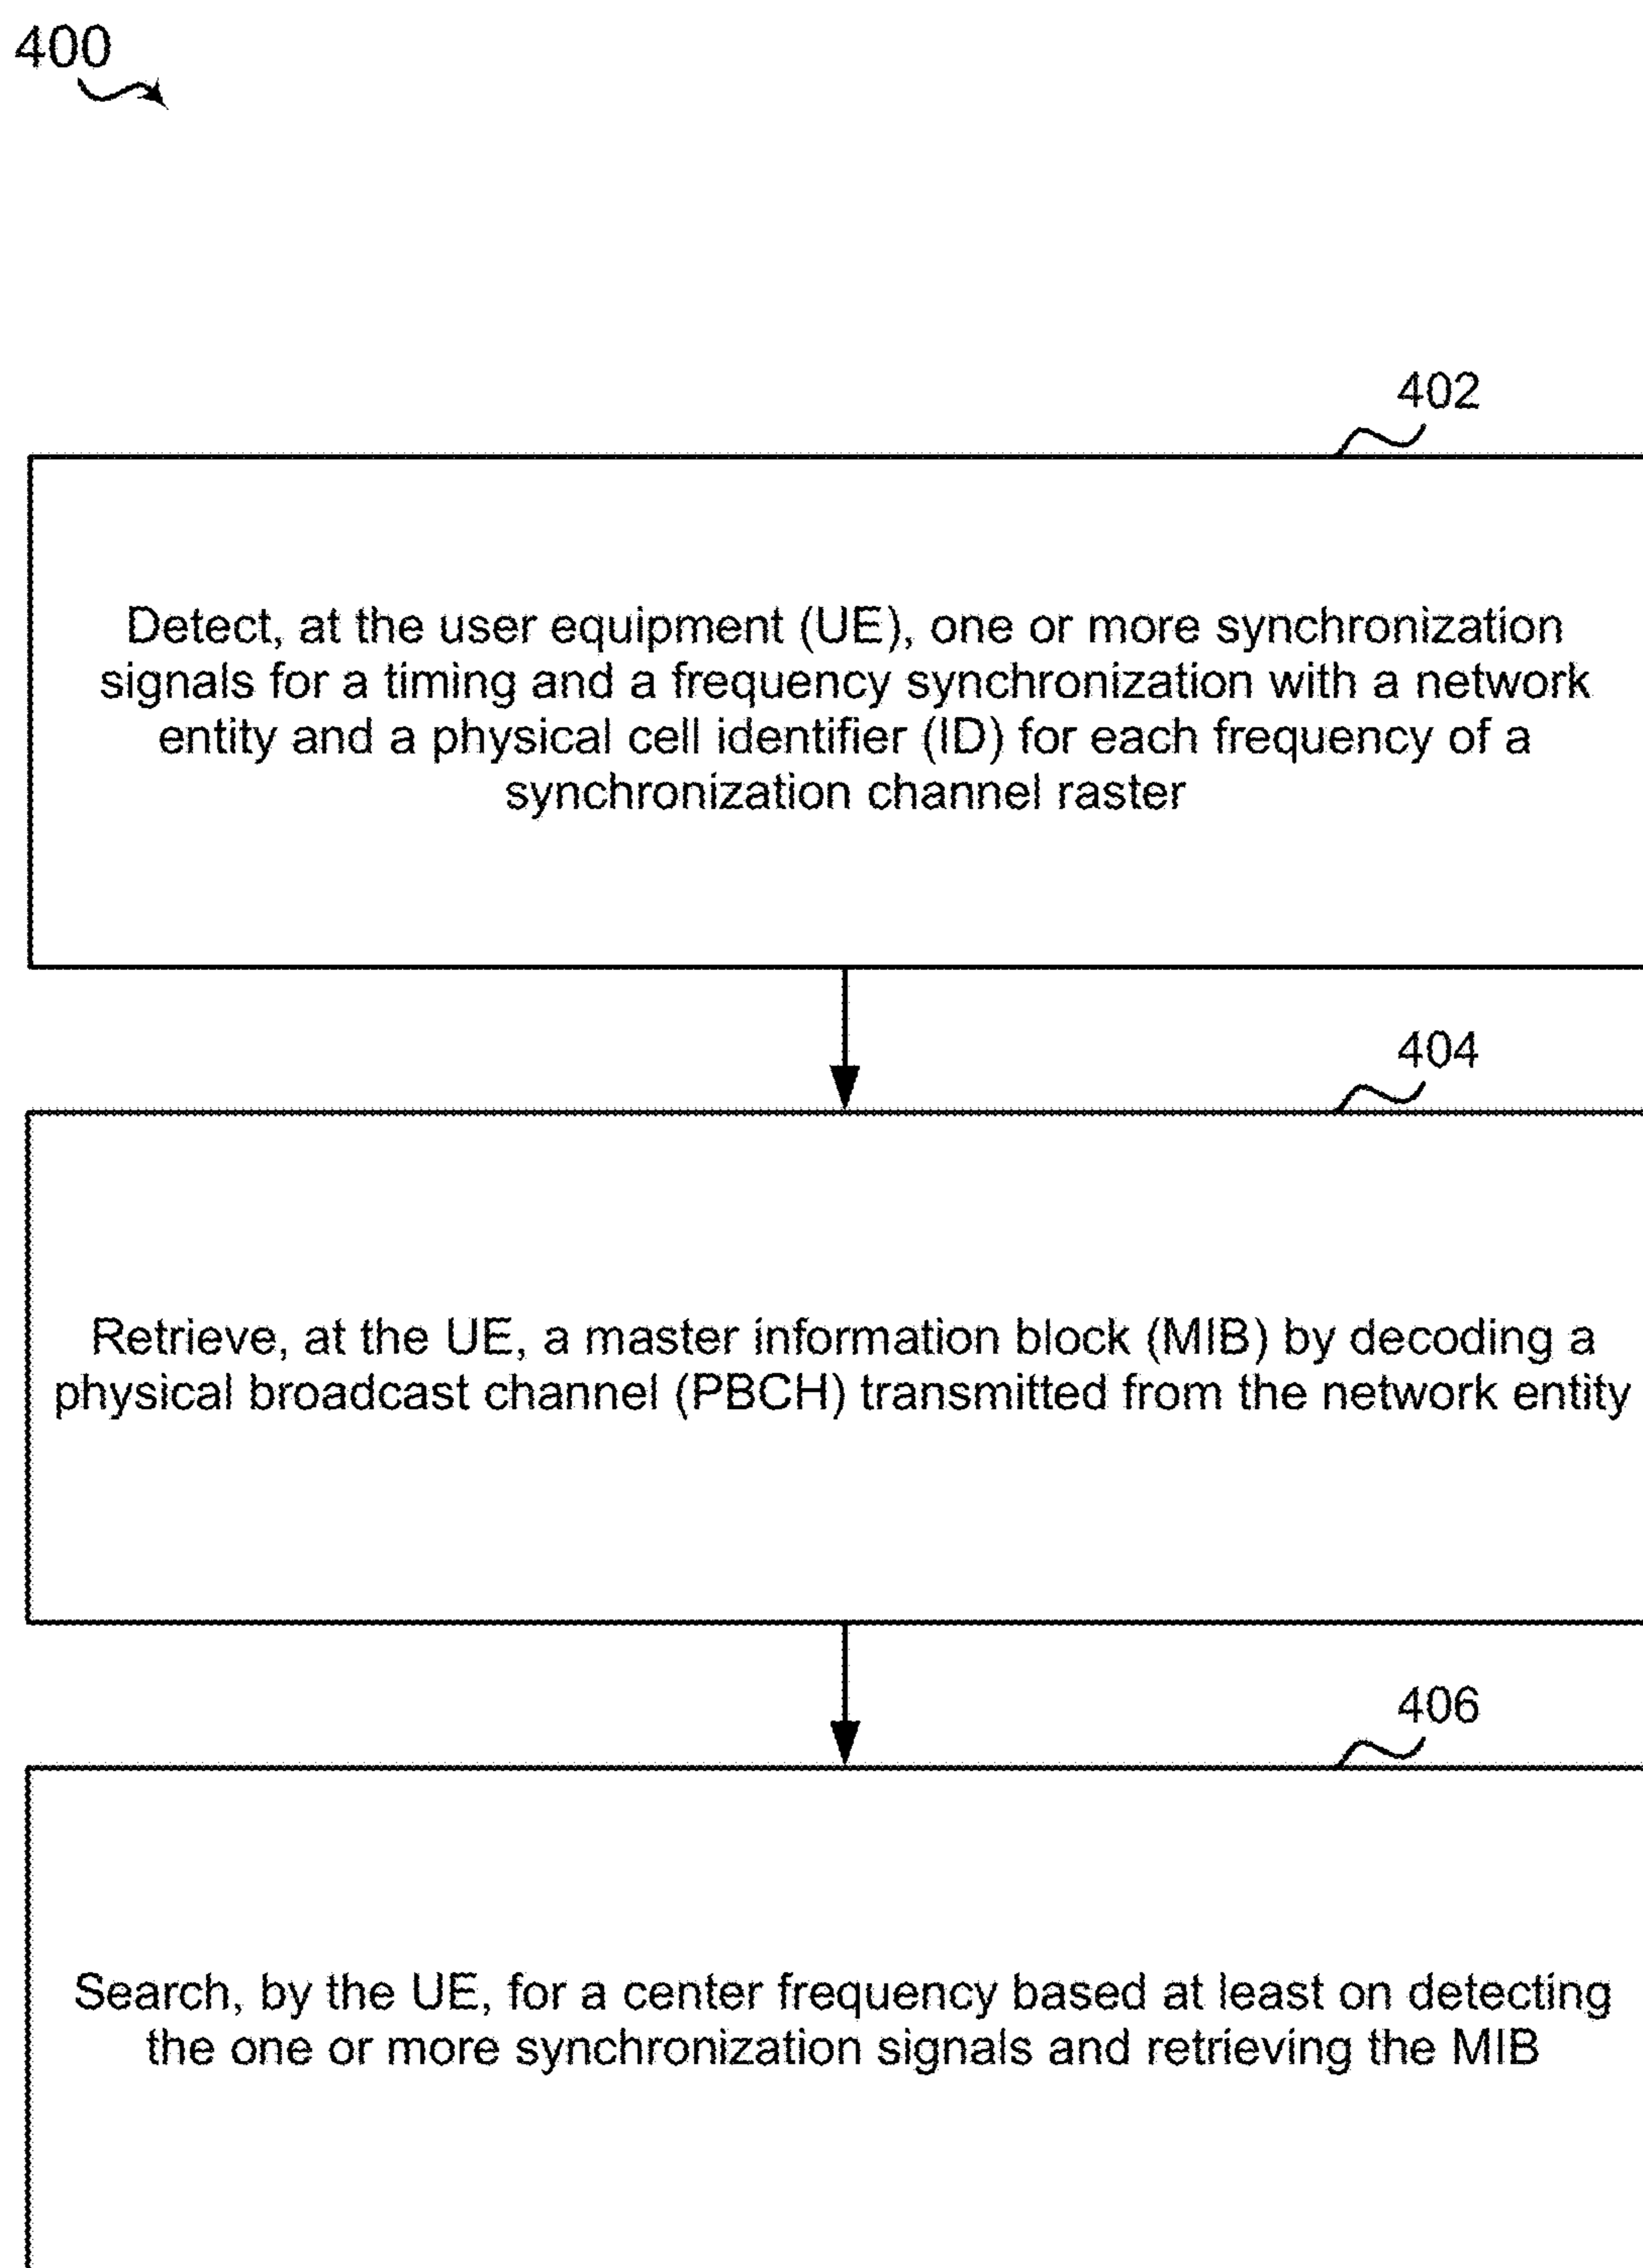 400
402
Detect, at the user equipment (UE), one or more synchronization
signals for a timing and a frequency synchronization with a network
entity and a physical cell identifier (ID) for each frequency of a
synchronization channel raster
404
Retrieve, at the UE, a master information block (MIB) by decoding a
physical broadcast channel (PBCH) transmitted from the network entity
406
Search, by the UE, for a center frequency based at least on detecting
the one or more synchronization signals and retrieving the MIB